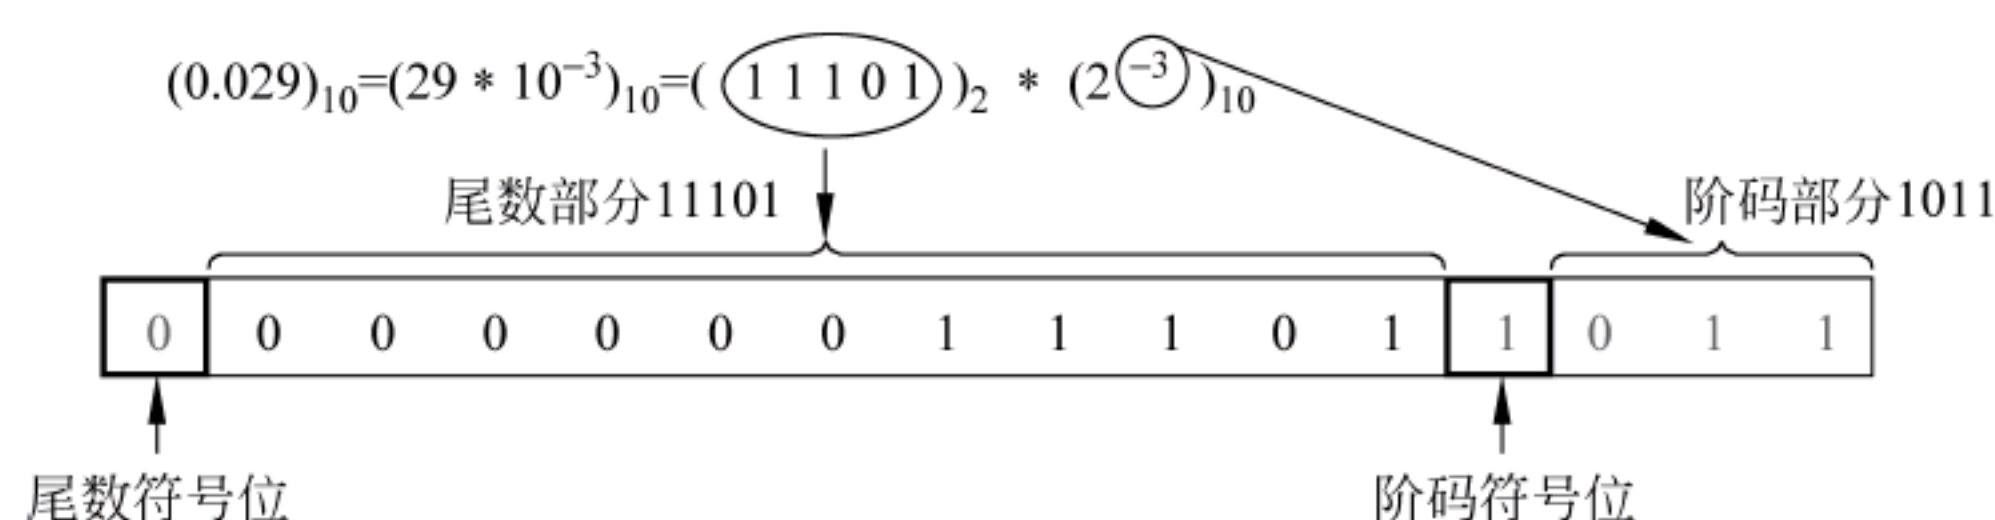 (0.029)₁₀=(29 * 10⁻³)₁₀=( 1 1 1 0 1 )₂ * (2⁻³)₁₀
尾数部分11101
阶码部分1011
0 0 0 0 0 0 0 1 1 1 0 1 1 0 1 1
尾数符号位
阶码符号位